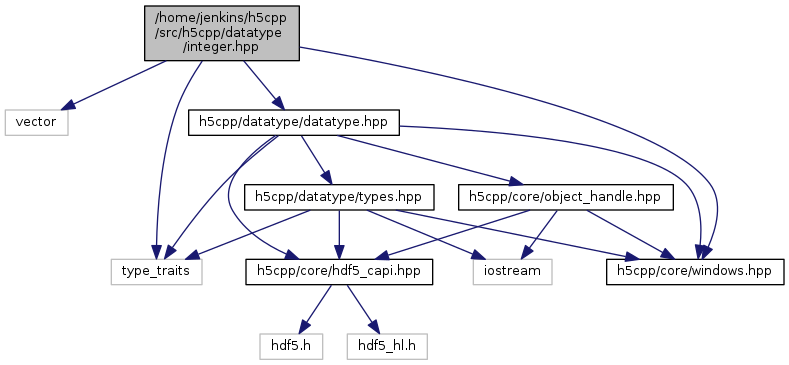 /home/jenkins/h5cpp
/src/h5cpp/datatype
/integer.hpp
vector
h5cpp/datatype/datatype.hpp
h5cpp/datatype/types.hpp
h5cpp/core/object_handle.hpp
type_traits
h5cpp/core/hdf5_capi.hpp
iostream
h5cpp/core/windows.hpp
hdf5.h
hdf5_hl.h